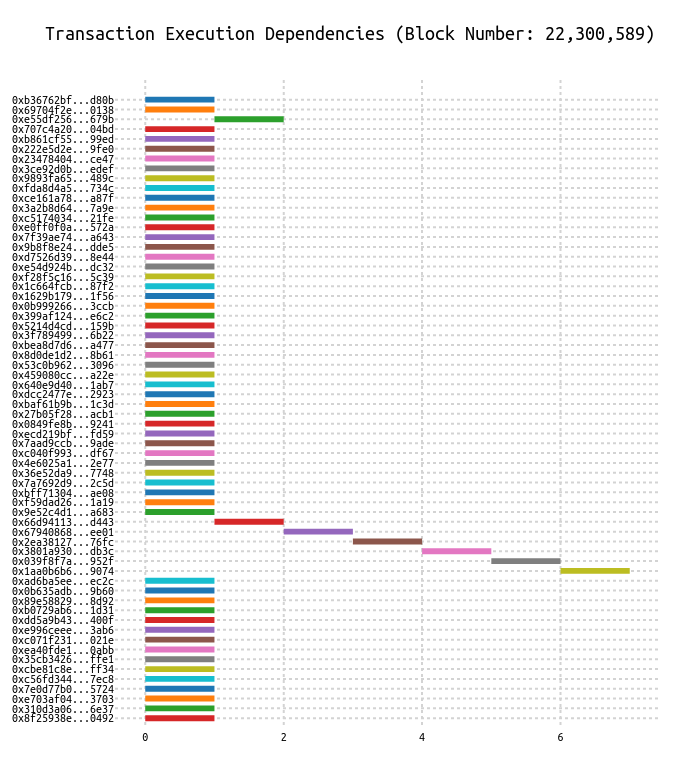 Transaction Execution Dependencies (Block Number: 22,300,589)
0xb36762bf...d80b
0x69704f2e...0138
0xe55df256...679b
0x707c4a20...04bd
0xb861cf55...99ed
0x222e5d2e...9fe0
0x23478404...ce47
0x3ce92d0b...edef
0x9893fa65...489c
0xfda8d4a5...734c
0xce161a78...a87f
0x3a2b8d64...7a9e
0xc5174034...21fe
0xe0ff0f0a...572a
0x7f39ae74...a643
0x9b8f8e24...dde5
0xd7526d39...8e44
0xe54d924b...dc32
0xf28f5c16...5c39
0x1c664fcb...87f2
0x1629b179...1f56
0x0b999266...3ccb
0x399af124...e6c2
0x5214d4cd...159b
0x3f789499...6b22
0xbea8d7d6...a477
0x8d0de1d2...8b61
0x53c0b962...3096
0x459080cc...a22e
0x640e9d40...1ab7
0xdcc2477e...2923
0xbaf61b9b...1c3d
0x27b05f28...acb1
0x0849fe8b...9241
0xecd219bf...fd59
0x7aad9ccb...9ade
0xc040f993...df67
0x4e6025a1...2e77
0x36e52da9...7748
0x7a7692d9...2c5d
0xbff71304...ae08
0xf59dad26...1a19
0x9e52c4d1...a683
0x66d94113...d443
0x67940868...ee01
0x2ea38127...76fc
0x3801a930...db3c
0x039f8f7a...952f
0x1aa0b6b6...9074
0xad6ba5ee...ec2c
0x0b635adb...9b60
0x89e58829...8d92
0xb0729ab6...1d31
0xdd5a9b43...400f
0xe996ceee...3ab6
0xc071f231...021e
0xea40fde1...0abb
0x35cb3426...ffe1
0xcbe81c8e...ff34
0xc56fd344...7ec8
0x7e0d77b0...5724
0xe703af04...3703
0x310d3a06...6e37
0x8f25938e...0492
0 2 4 6